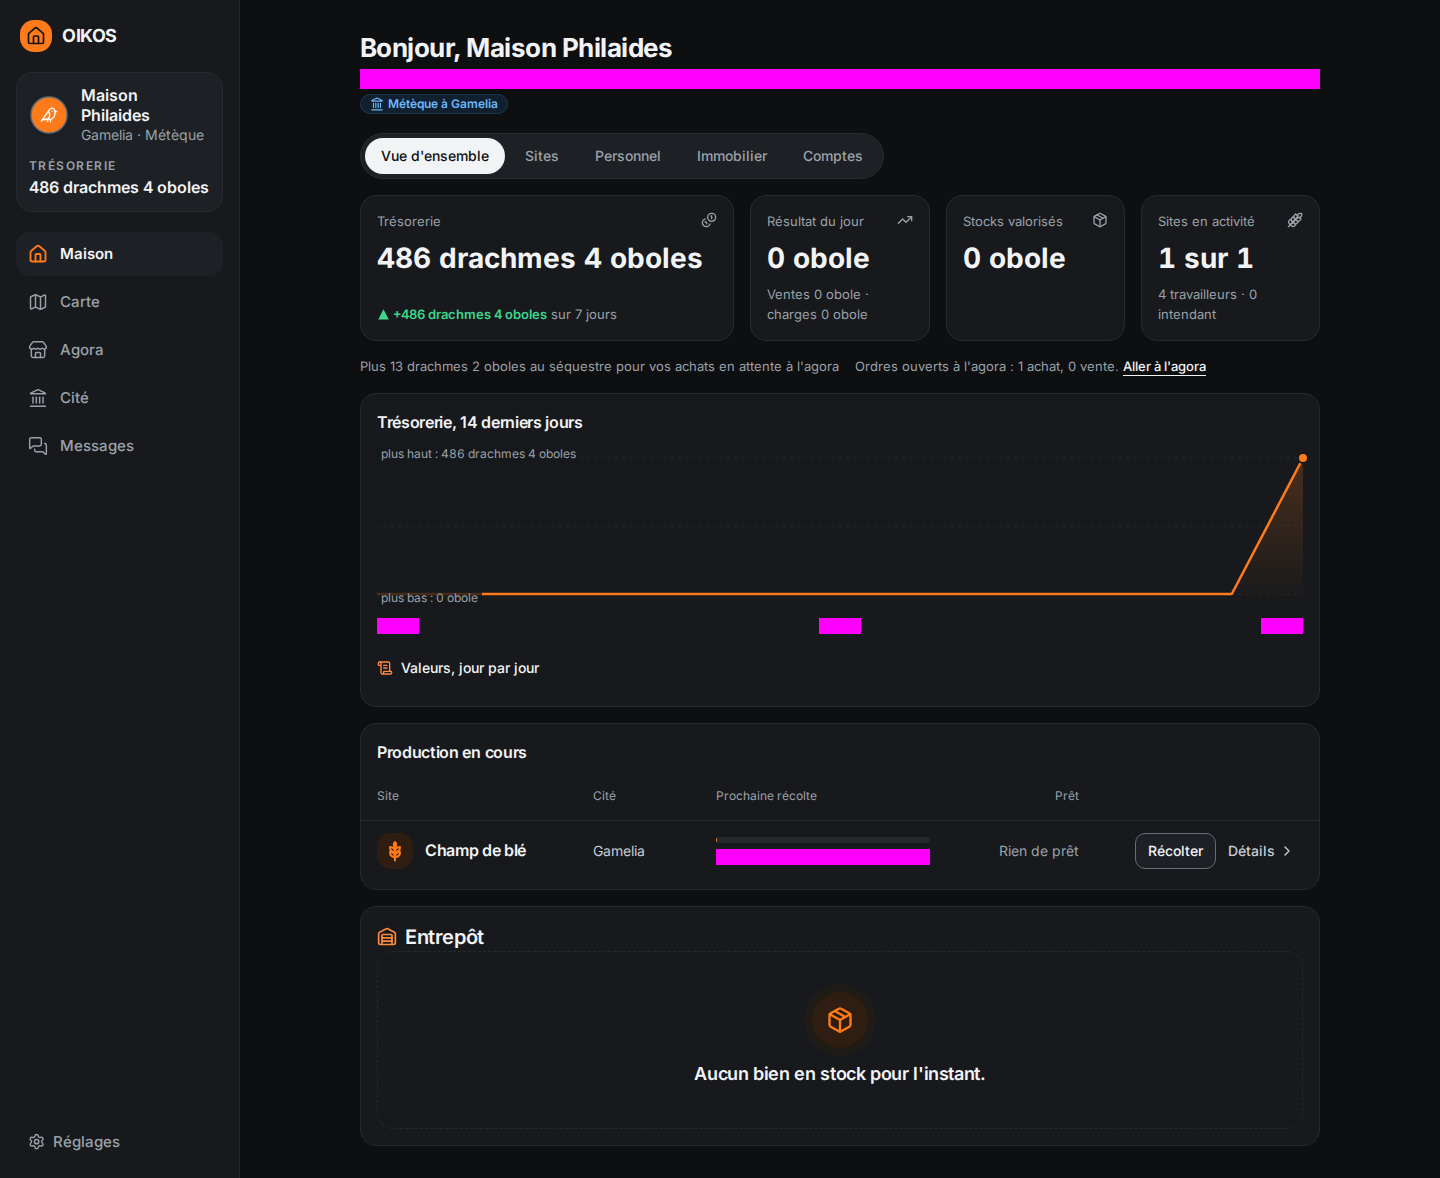 OIKOS
Maison
Philaides
Gamelia · Métèque
TRÉSORERIE
486 drachmes 4 oboles
Maison
Carte
Agora
Cité
Messages
Réglages
Bonjour, Maison Philaides
Métèque à Gamelia
Vue d'ensemble Sites Personnel Immobilier Comptes
Trésorerie
486 drachmes 4 oboles
+486 drachmes 4 oboles sur 7 jours
Résultat du jour
0 obole
Ventes 0 obole ·
charges 0 obole
Stocks valorisés
0 obole
Sites en activité
1 sur 1
4 travailleurs · 0
intendant
Plus 13 drachmes 2 oboles au séquestre pour vos achats en attente à l'agora Ordres ouverts à l'agora : 1 achat, 0 vente. Aller à l'agora
Trésorerie, 14 derniers jours
plus haut : 486 drachmes 4 oboles
plus bas : 0 obole
Valeurs, jour par jour
Production en cours
Site Cité Prochaine récolte Prêt
Champ de blé Gamelia Rien de prêt Récolter Détails
Entrepôt
Aucun bien en stock pour l'instant.